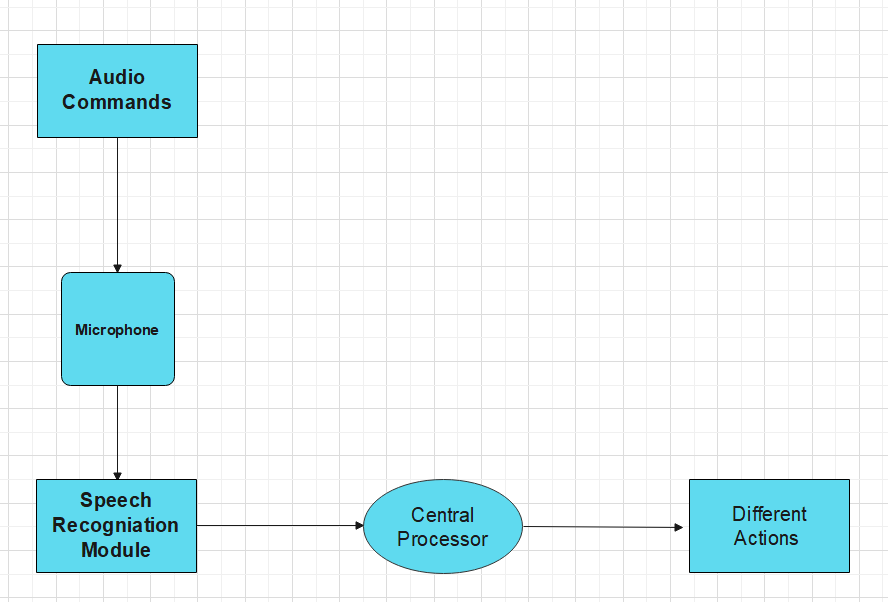 Audio
Commands
Microphone
Speech
Recogniation
Module
Central
Processor
Different
Actions